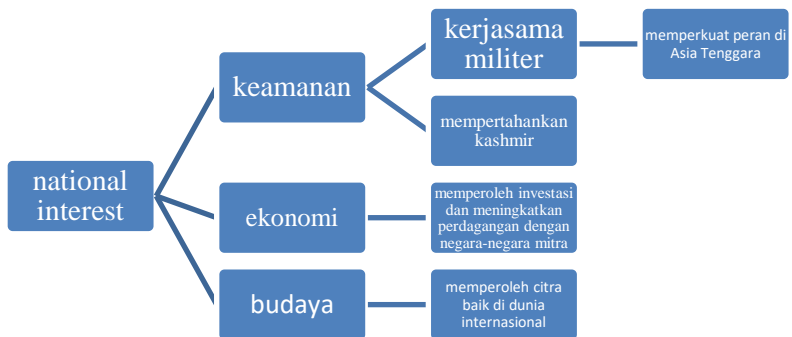 national
interest
keamanan
kerjasama
militer
memperkuat peran di
Asia Tenggara
mempertahankan
kashmir
ekonomi
memperoleh investasi
dan meningkatkan
perdagangan dengan
negara-negara mitra
budaya
memperoleh citra
baik di dunia
internasional